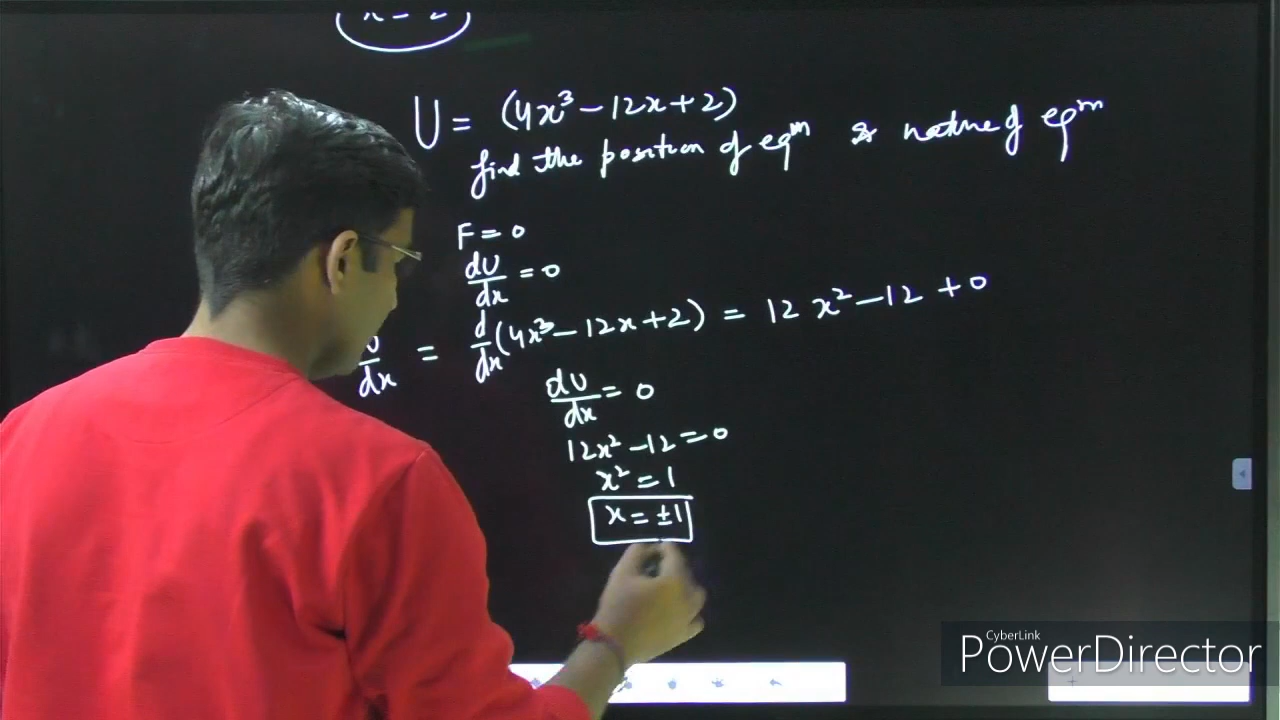 x = 2
U = (4x³ – 12x + 2)
find the position of eqᵐ & nature of eqᵐ
F = 0
dU/dx = 0
dU/dx = d/dx (4x³ – 12x + 2) = 12x² – 12 + 0
dU/dx = 0
12x² – 12 = 0
x² = 1
x = ±1
CyberLink
PowerDirector